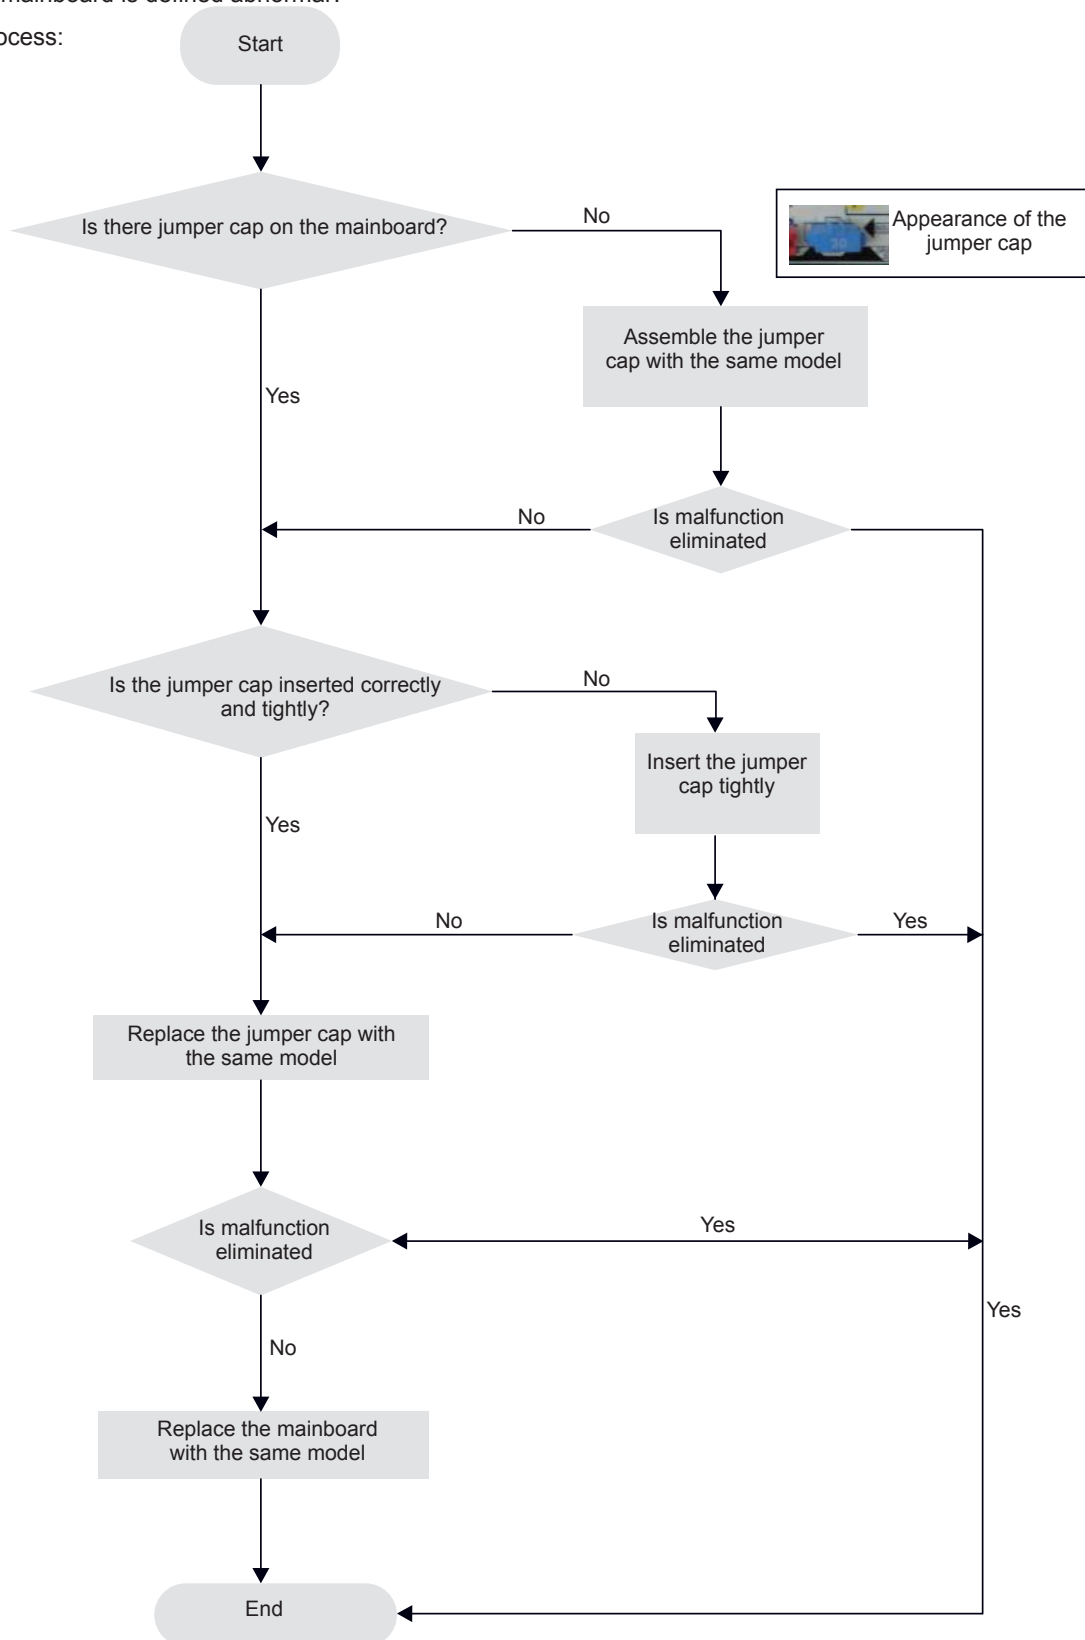 mainboard is defined abnormal.
ocess:
Start
Is there jumper cap on the mainboard?
No
Appearance of the
jumper cap
20
Assemble the jumper
cap with the same model
Yes
No
Is malfunction
eliminated
Is the jumper cap inserted correctly
and tightly?
No
Insert the jumper
cap tightly
Yes
No
Is malfunction
eliminated
Yes
Replace the jumper cap with
the same model
Is malfunction
eliminated
Yes
Yes
No
Replace the mainboard
with the same model
End